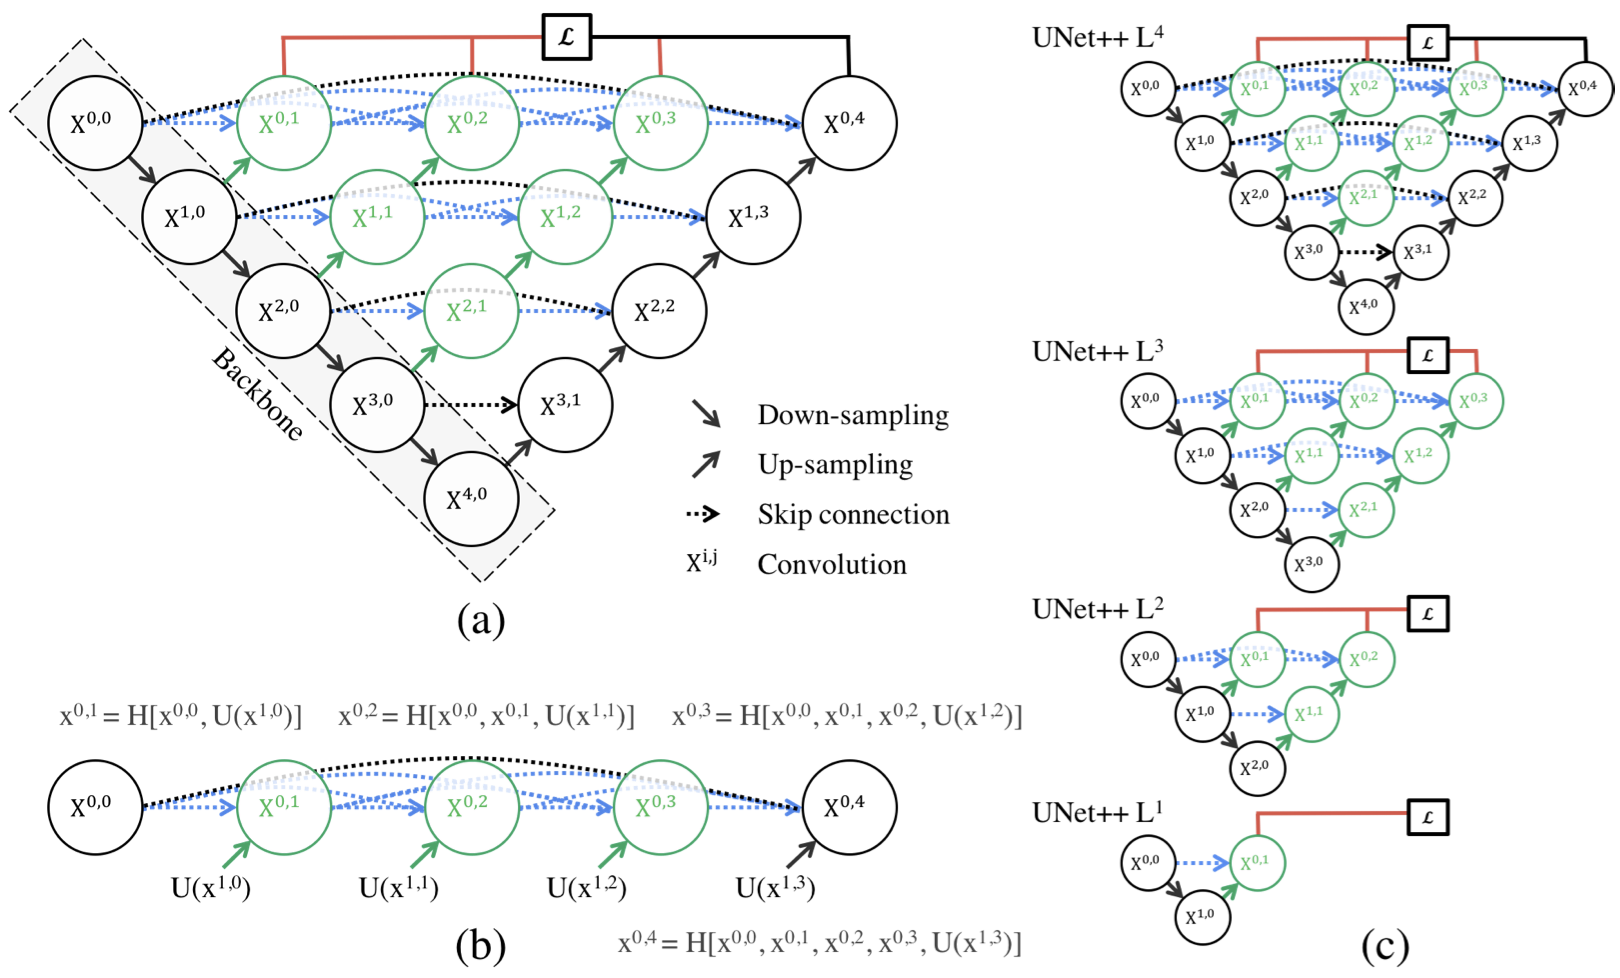 ℒ
X^0,0 X^0,1 X^0,2 X^0,3 X^0,4
X^1,0 X^1,1 X^1,2 X^1,3
X^2,0 X^2,1 X^2,2
X^3,0 X^3,1
X^4,0
Backbone
Down-sampling
Up-sampling
Skip connection
X^i,j Convolution
(a)
x^0,1 = H[x^0,0, U(x^1,0)] x^0,2 = H[x^0,0, x^0,1, U(x^1,1)] x^0,3 = H[x^0,0, x^0,1, x^0,2, U(x^1,2)]
X^0,0 X^0,1 X^0,2 X^0,3 X^0,4
U(x^1,0) U(x^1,1) U(x^1,2) U(x^1,3)
x^0,4 = H[x^0,0, x^0,1, x^0,2, x^0,3, U(x^1,3)]
(b)
UNet++ L^4
ℒ
X^0,0 X^0,1 X^0,2 X^0,3 X^0,4
X^1,0 X^1,1 X^1,2 X^1,3
X^2,0 X^2,1 X^2,2
X^3,0 X^3,1
X^4,0
UNet++ L^3
ℒ
X^0,0 X^0,1 X^0,2 X^0,3
X^1,0 X^1,1 X^1,2
X^2,0 X^2,1
X^3,0
UNet++ L^2
ℒ
X^0,0 X^0,1 X^0,2
X^1,0 X^1,1
X^2,0
UNet++ L^1
ℒ
X^0,0 X^0,1
X^1,0
(c)